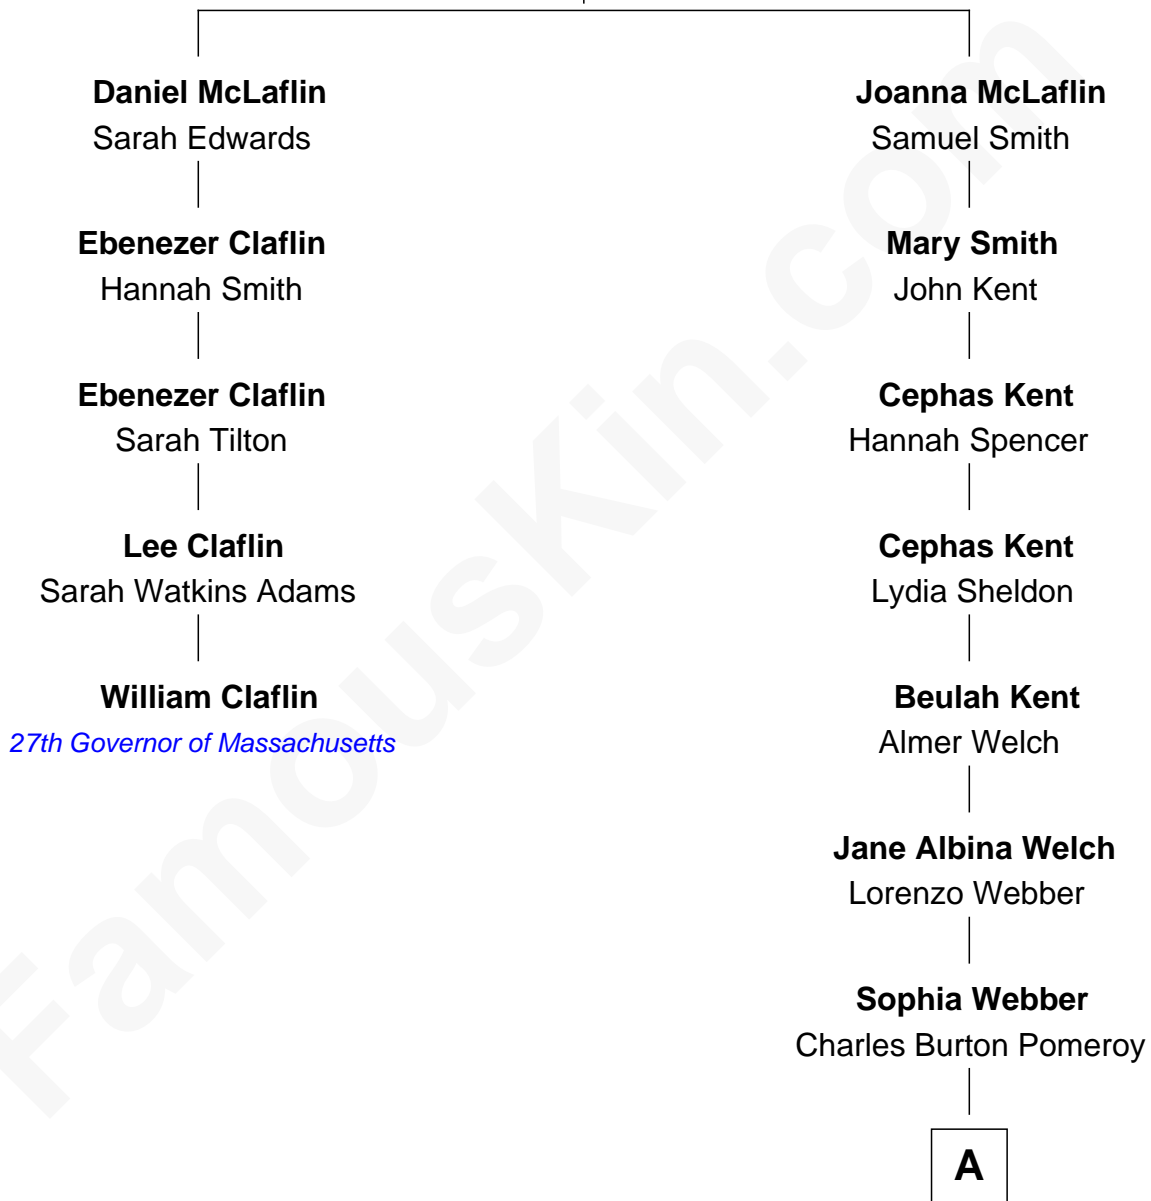 Daniel McLaflin
Sarah Edwards
Joanna McLaflin
Samuel Smith
Ebenezer Claflin
Hannah Smith
Mary Smith
John Kent
Ebenezer Claflin
Sarah Tilton
Cephas Kent
Hannah Spencer
Lee Claflin
Sarah Watkins Adams
Cephas Kent
Lydia Sheldon
William Claflin
27th Governor of Massachusetts
Beulah Kent
Almer Welch
Jane Albina Welch
Lorenzo Webber
Sophia Webber
Charles Burton Pomeroy
A
FamousKin.com